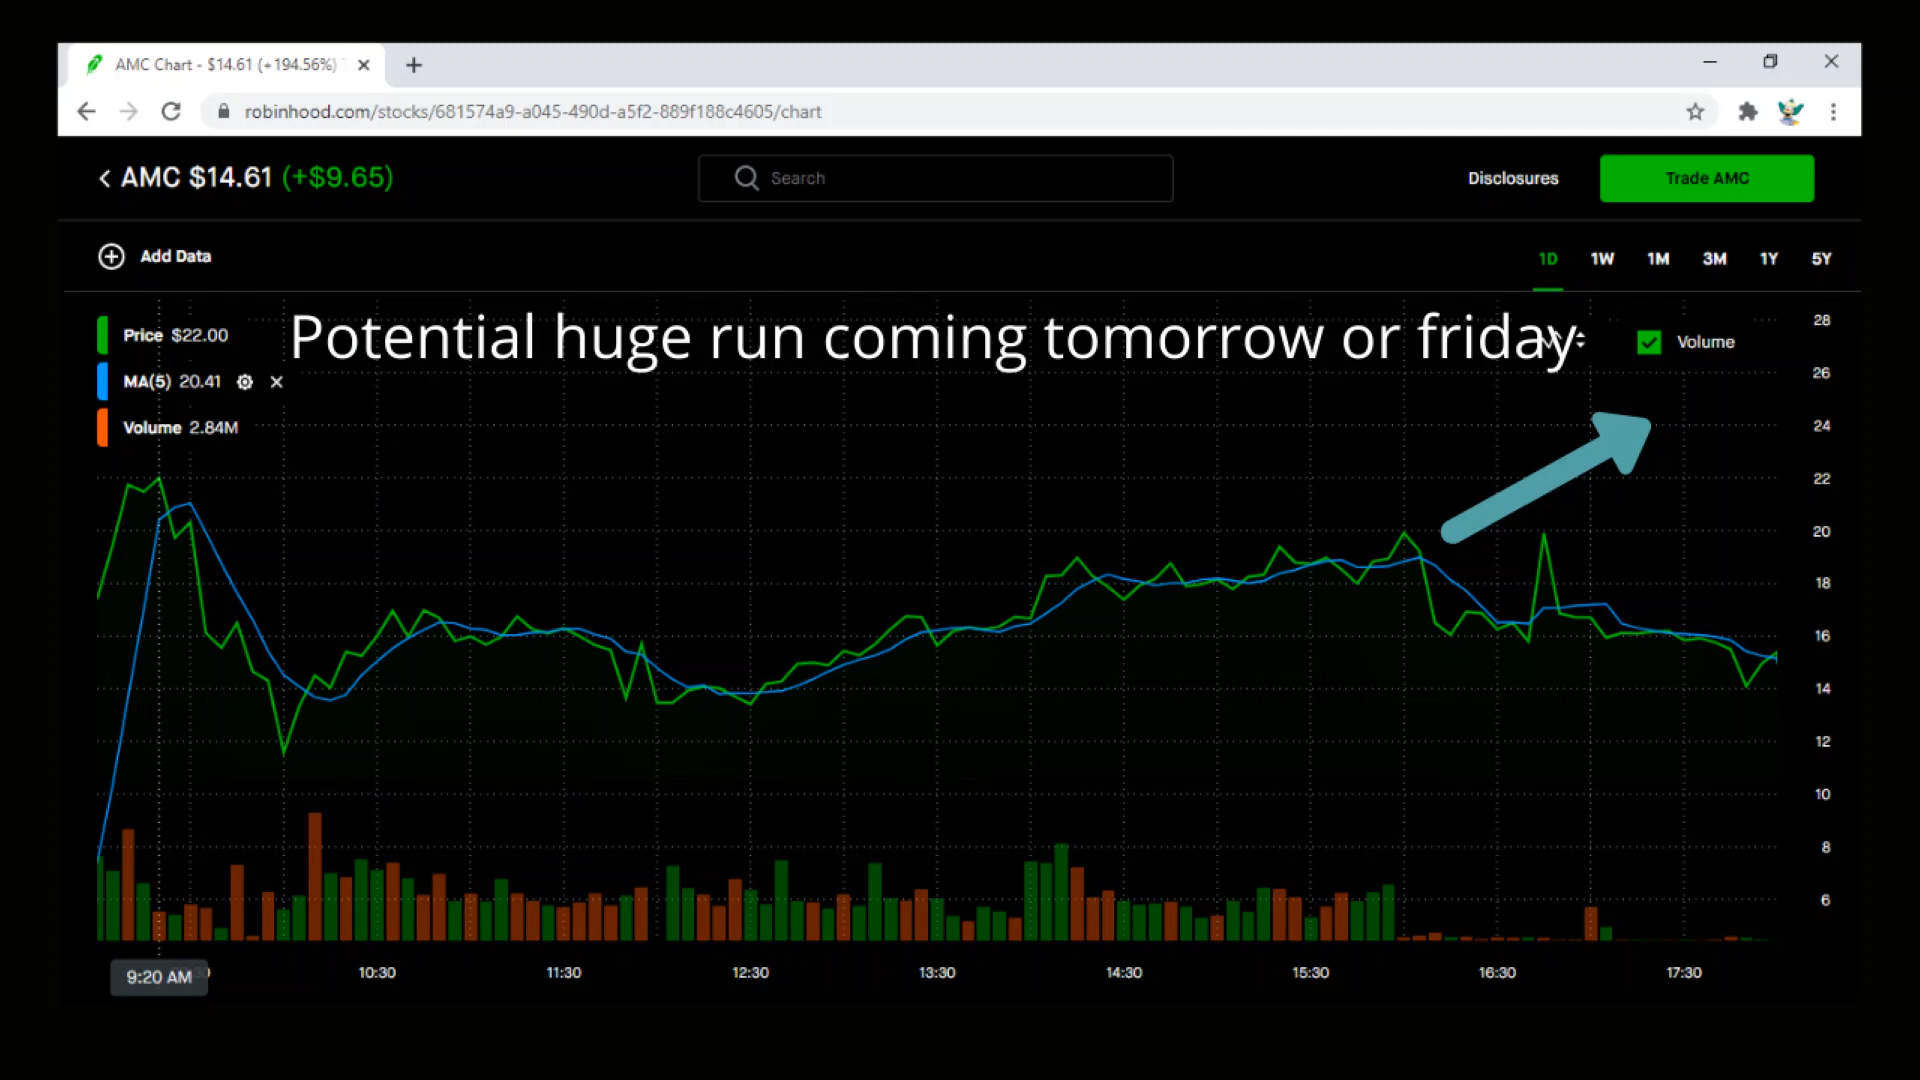 AMC Chart - $14.61 (+194.56%)
robinhood.com/stocks/681574a9-a045-490d-a5f2-889f188c4605/chart
AMC $14.61 (+$9.65)
Search
Disclosures
Trade AMC
Add Data
1D 1W 1M 3M 1Y 5Y
Potential huge run coming tomorrow or friday
Price $22.00
MA(5) 20.41
Volume 2.84M
Volume
28
26
24
22
20
18
16
14
12
10
8
6
9:20 AM 10:30 11:30 12:30 13:30 14:30 15:30 16:30 17:30